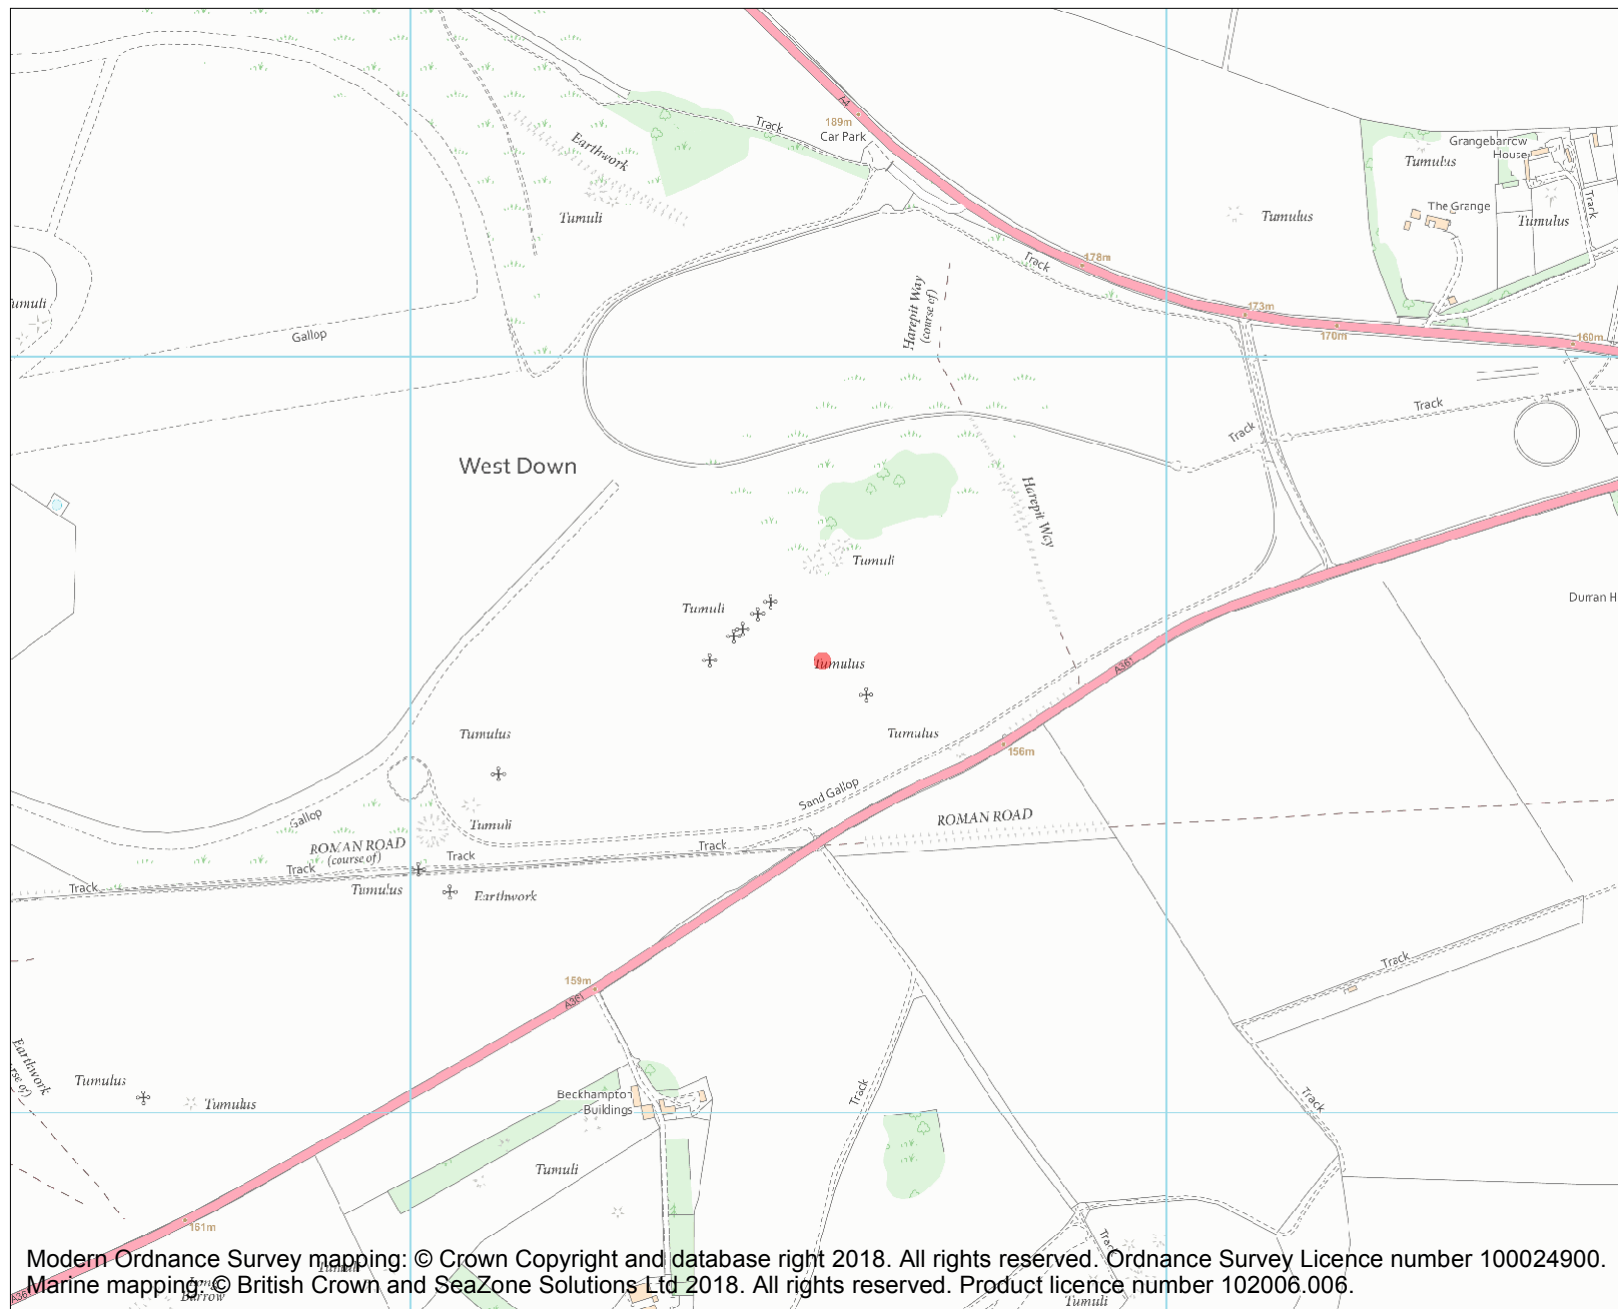 A4
189m
Car Park
Track
Earthwork
Tumuli
Grangebarrow
House
Tumulus
The Grange
Tumulus
Tumulus
Track
Track
178m
173m
170m
160m
Harepit Way
(course of)
Gallop
Track
Track
West Down
Harepit Way
Tumuli
Tumuli
Tumulus
Durran H
A361
Tumulus
Tumulus
156m
Sand Gallop
Gallop
Tumuli
ROMAN ROAD
ROMAN ROAD
(course of)
Track
Track
Track
Track
Tumulus
Earthwork
Track
159m
A361
Earthwork
Tumulus
Tumulus
Beckhampton
Buildings
Track
Track
Tumuli
161m
Track
Modern Ordnance Survey mapping: © Crown Copyright and database right 2018. All rights reserved. Ordnance Survey Licence number 100024900.
Marine mapping: © British Crown and SeaZone Solutions Ltd 2018. All rights reserved. Product licence number 102006.006.
Barrow
Tumuli